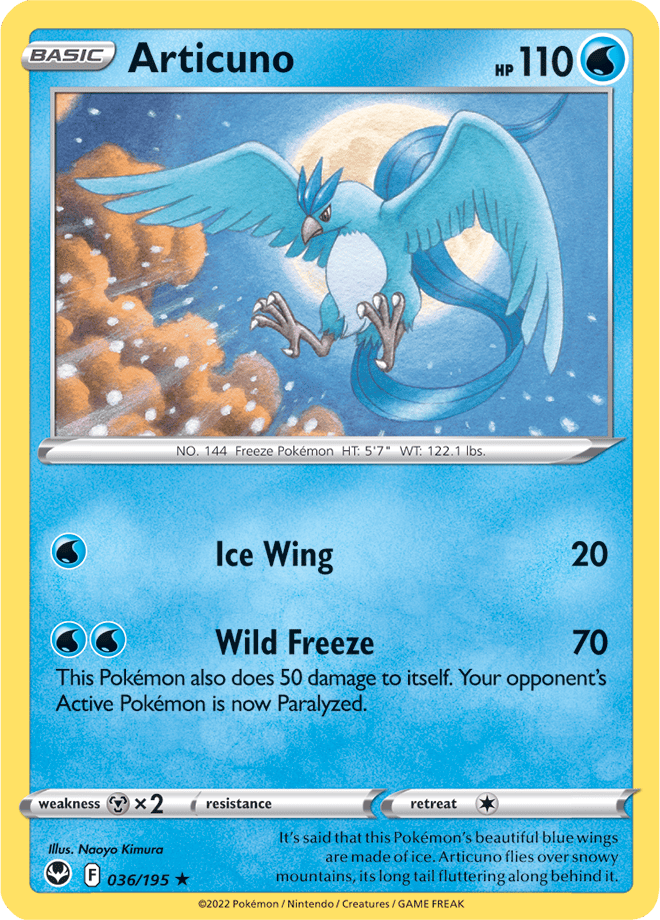 BASIC Articuno HP 110
NO. 144 Freeze Pokémon HT: 5'7" WT: 122.1 lbs.
Ice Wing 20
Wild Freeze 70
This Pokémon also does 50 damage to itself. Your opponent's
Active Pokémon is now Paralyzed.
weakness ×2 resistance retreat
Illus. Naoyo Kimura
F 036/195 ★
It's said that this Pokémon's beautiful blue wings
are made of ice. Articuno flies over snowy
mountains, its long tail fluttering along behind it.
©2022 Pokémon / Nintendo / Creatures / GAME FREAK